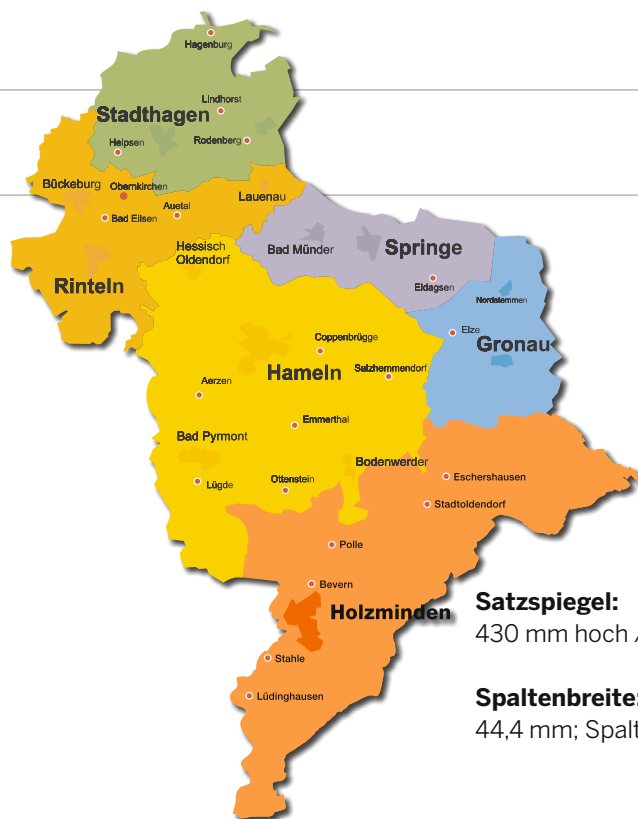 Hagenburg
Lindhorst
Stadthagen
Rodenberg
Helpsen
Bückeburg
Obernkirchen
Lauenau
Auetal
Bad Eilsen
Hessisch
Oldendorf
Bad Münder
Springe
Rinteln
Eldagsen
Nordstemmen
Elze
Gronau
Coppenbrügge
Hameln
Salzhemmendorf
Aerzen
Emmerthal
Bad Pyrmont
Bodenwerder
Lügde
Ottenstein
Eschershausen
Stadtoldendorf
Polle
Bevern
Holzminden
Stahle
Lüdinghausen
Satzspiegel:
430 mm hoch
Spaltenbreite:
44,4 mm; Spalt